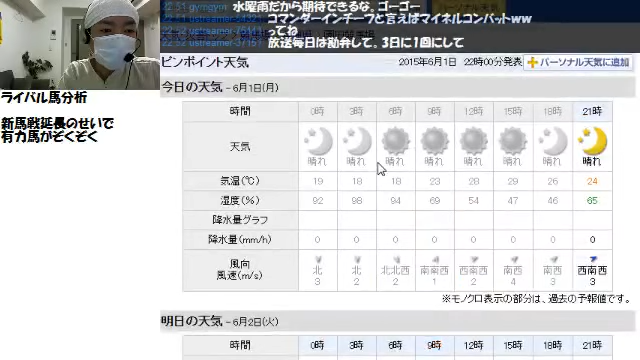 水曜雨だから期待できるな。ゴーゴー
コマンダーインチーフと言えばマイネルコンバットww
ってね
放送毎日は勘弁して。3日に1回にして
ピンポイント天気
2015年6月1日 22時00分発表
パーソナル天気に追加
ライバル馬分析
新馬戦延長のせいで
有力馬がぞくぞく
今日の天気 - 6月1日(月)
時間 0時 3時 6時 9時 12時 15時 18時 21時
天気 晴れ 晴れ 晴れ 晴れ 晴れ 晴れ 晴れ 晴れ
気温(℃) 19 18 18 23 28 29 26 24
湿度(%) 92 98 94 69 54 47 46 65
降水量グラフ
降水量(mm/h) 0 0 0 0 0 0 0 0
風向 北 北 北北西 南南西 西南西 南西 南西 西南西
風速(m/s) 3 2 2 1 2 4 3 3
※モノクロ表示の部分は、過去の予報値です。
明日の天気 - 6月2日(火)
時間 0時 3時 6時 9時 12時 15時 18時 21時